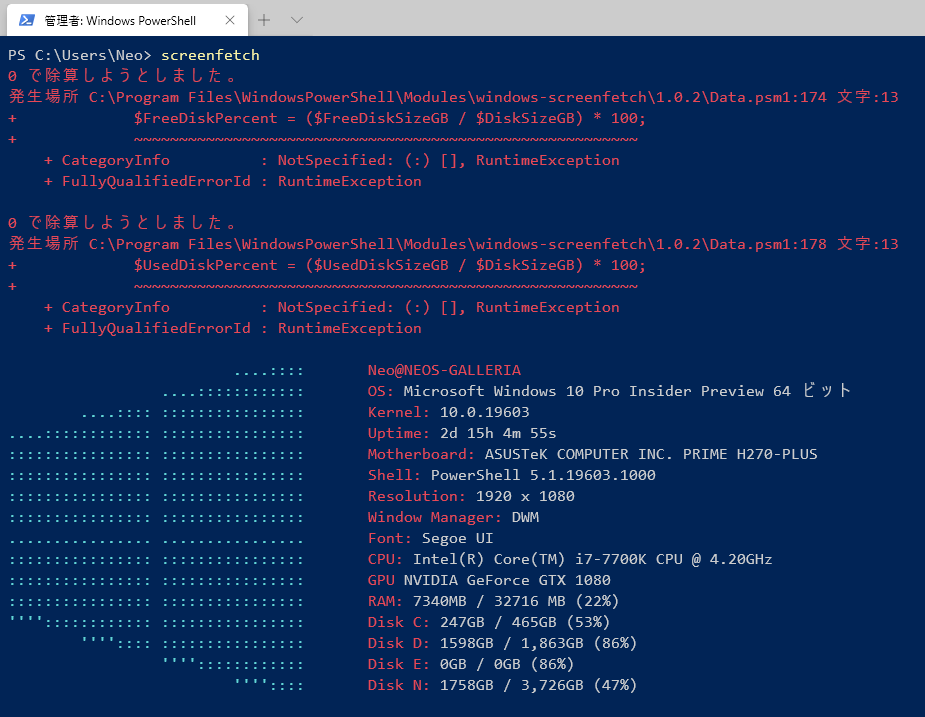 管理者: Windows PowerShell
PS C:\Users\Neo> screenfetch
0 で除算しようとしました。
発生場所 C:\Program Files\WindowsPowerShell\Modules\windows-screenfetch\1.0.2\Data.psm1:174 文字:13
+             $FreeDiskPercent = ($FreeDiskSizeGB / $DiskSizeGB) * 100;
+             ~~~~~~~~~~~~~~~~~~~~~~~~~~~~~~~~~~~~~~~~~~~~~~~~~~~~~~~~
    + CategoryInfo          : NotSpecified: (:) [], RuntimeException
    + FullyQualifiedErrorId : RuntimeException
0 で除算しようとしました。
発生場所 C:\Program Files\WindowsPowerShell\Modules\windows-screenfetch\1.0.2\Data.psm1:178 文字:13
+             $UsedDiskPercent = ($UsedDiskSizeGB / $DiskSizeGB) * 100;
+             ~~~~~~~~~~~~~~~~~~~~~~~~~~~~~~~~~~~~~~~~~~~~~~~~~~~~~~~~
    + CategoryInfo          : NotSpecified: (:) [], RuntimeException
    + FullyQualifiedErrorId : RuntimeException
Neo@NEOS-GALLERIA
OS: Microsoft Windows 10 Pro Insider Preview 64 ビット
Kernel: 10.0.19603
Uptime: 2d 15h 4m 55s
Motherboard: ASUSTeK COMPUTER INC. PRIME H270-PLUS
Shell: PowerShell 5.1.19603.1000
Resolution: 1920 x 1080
Window Manager: DWM
Font: Segoe UI
CPU: Intel(R) Core(TM) i7-7700K CPU @ 4.20GHz
GPU NVIDIA GeForce GTX 1080
RAM: 7340MB / 32716 MB (22%)
Disk C: 247GB / 465GB (53%)
Disk D: 1598GB / 1,863GB (86%)
Disk E: 0GB / 0GB (86%)
Disk N: 1758GB / 3,726GB (47%)